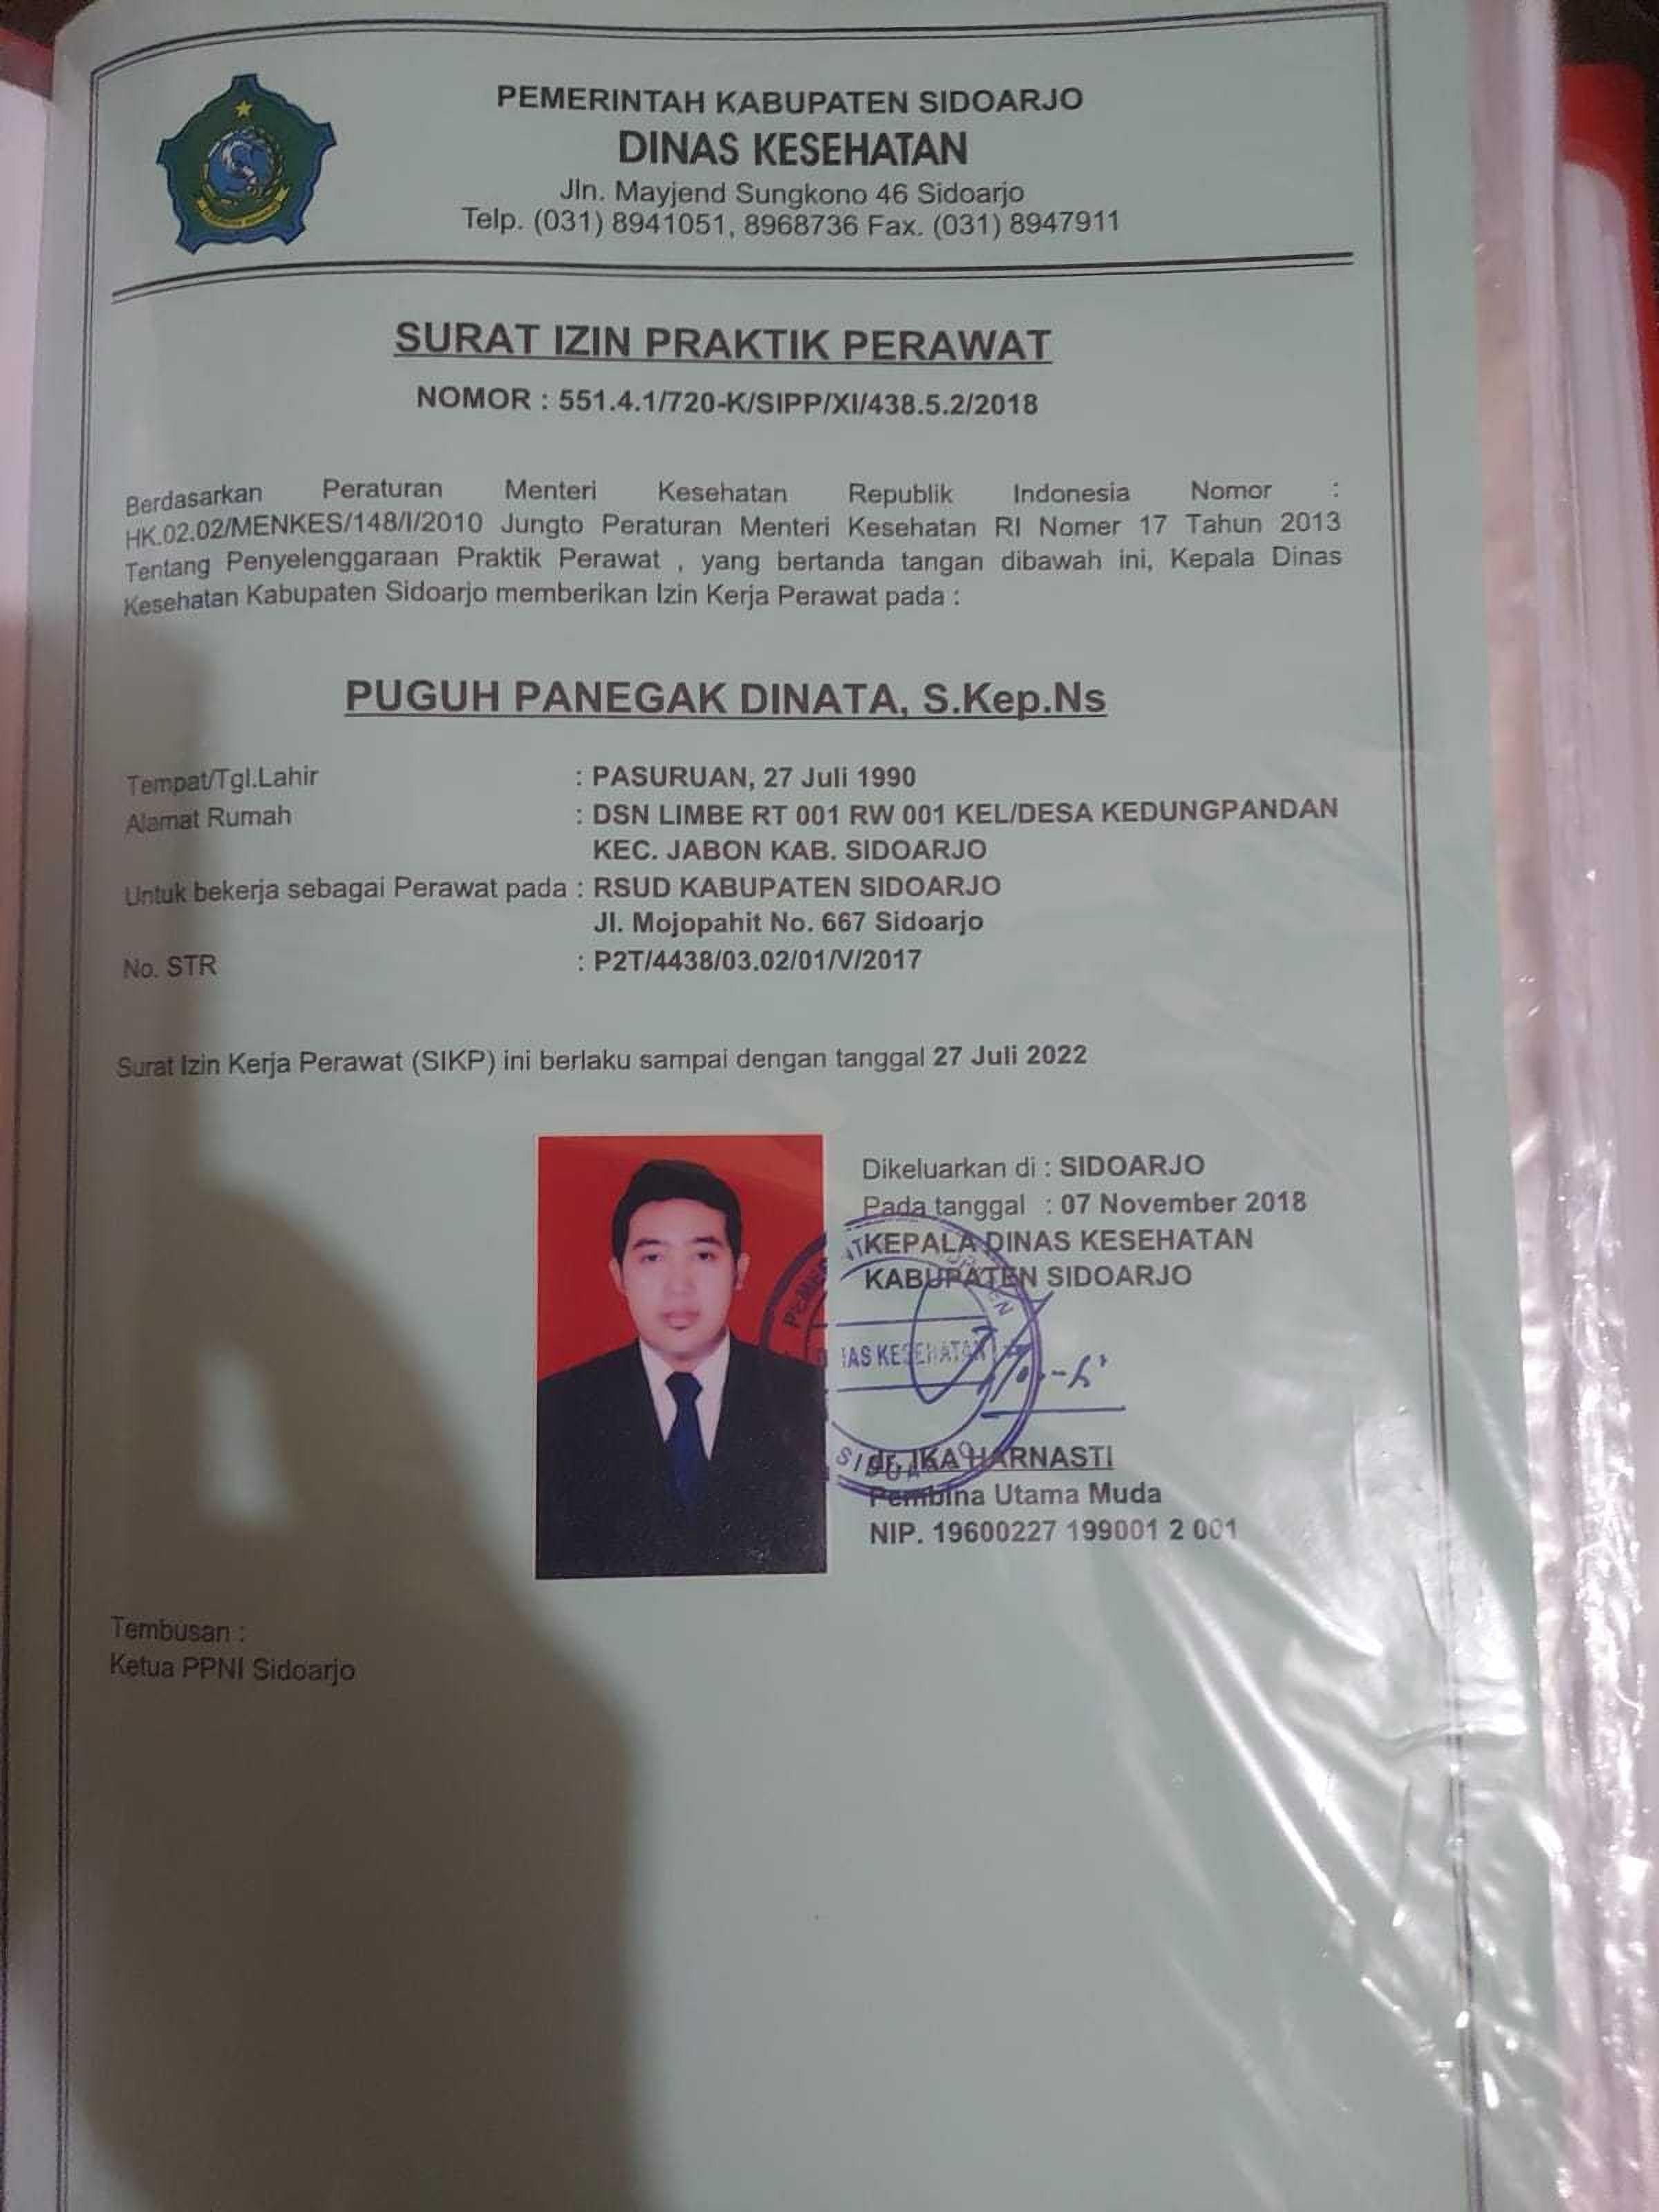 PEMERINTAH KABUPATEN SIDOARJO
DINAS KESEHATAN
Jln. Mayjend Sungkono 46 Sidoarjo
Telp. (031) 8941051, 8968736 Fax. (031) 8947911
SURAT IZIN PRAKTIK PERAWAT
NOMOR : 551.4.1/720-K/SIPP/XI/438.5.2/2018
Berdasarkan Peraturan Menteri Kesehatan Republik Indonesia Nomor :
HK.02.02/MENKES/148/I/2010 Jungto Peraturan Menteri Kesehatan RI Nomer 17 Tahun 2013
Tentang Penyelenggaraan Praktik Perawat , yang bertanda tangan dibawah ini, Kepala Dinas
Kesehatan Kabupaten Sidoarjo memberikan Izin Kerja Perawat pada :
PUGUH PANEGAK DINATA, S.Kep.Ns
Tempat/Tgl.Lahir : PASURUAN, 27 Juli 1990
Alamat Rumah : DSN LIMBE RT 001 RW 001 KEL/DESA KEDUNGPANDAN
KEC. JABON KAB. SIDOARJO
Untuk bekerja sebagai Perawat pada : RSUD KABUPATEN SIDOARJO
Jl. Mojopahit No. 667 Sidoarjo
No. STR : P2T/4438/03.02/01/V/2017
Surat Izin Kerja Perawat (SIKP) ini berlaku sampai dengan tanggal 27 Juli 2022
Dikeluarkan di : SIDOARJO
Pada tanggal : 07 November 2018
KEPALA DINAS KESEHATAN
KABUPATEN SIDOARJO
dr. IKA HARNASTI
Pembina Utama Muda
NIP. 19600227 199001 2 001
Tembusan :
Ketua PPNI Sidoarjo